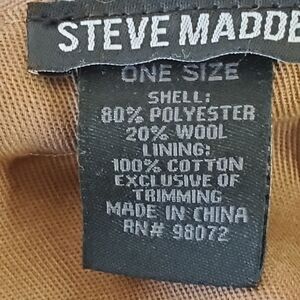 STEVE MADDE
ONE SIZE
SHELL:
80% POLYESTER
20% WOOL
LINING:
100% COTTON
EXCLUSIVE OF
TRIMMING
MADE IN CHINA
RN# 98072